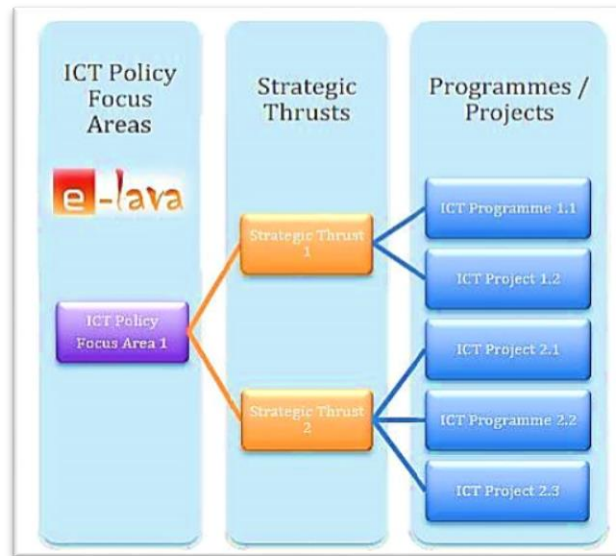 ICT Policy
Focus
Areas
Strategic
Thrusts
Programmes /
Projects
e-lava
ICT Policy
Focus Area 1
Strategic Thrust
1
Strategic Thrust
2
ICT Programme 1.1
ICT Project 1.2
ICT Project 2.1
ICT Programme 2.2
ICT Project 2.3